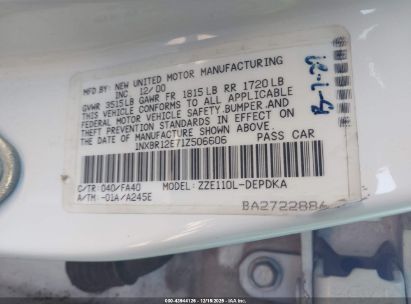 MFD. BY: NEW UNITED MOTOR MANUFACTURING
INC. 12/00
GVWR 3515LB GAWR FR 1815LB RR 1720LB
THIS VEHICLE CONFORMS TO ALL APPLICABLE
FEDERAL MOTOR VEHICLE SAFETY,BUMPER,AND
THEFT PREVENTION STANDARDS IN EFFECT ON
THE DATE OF MANUFACTURE SHOWN ABOVE.
1NXBR12E71Z506606 PASS CAR
C/TR: 040/FA40 MODEL: ZZE110L-DEPDKA
A/TM: -01A/A245E
BA2722886